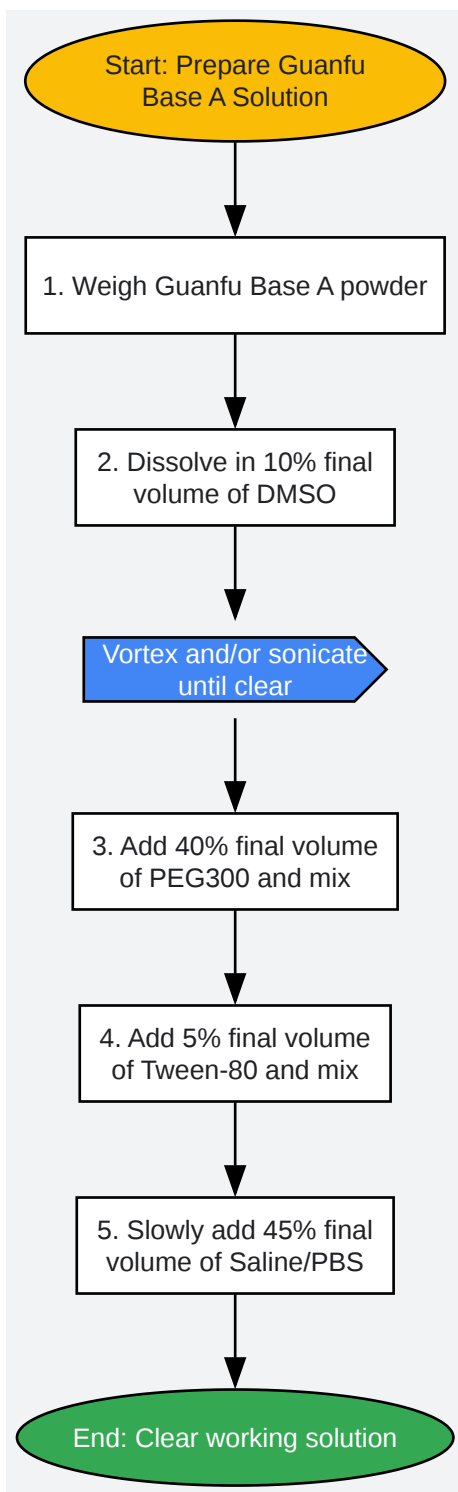 Start: Prepare Guanfu
Base A Solution
1. Weigh Guanfu Base A powder
2. Dissolve in 10% final
volume of DMSO
Vortex and/or sonicate
until clear
3. Add 40% final volume
of PEG300 and mix
4. Add 5% final volume
of Tween-80 and mix
5. Slowly add 45% final
volume of Saline/PBS
End: Clear working solution